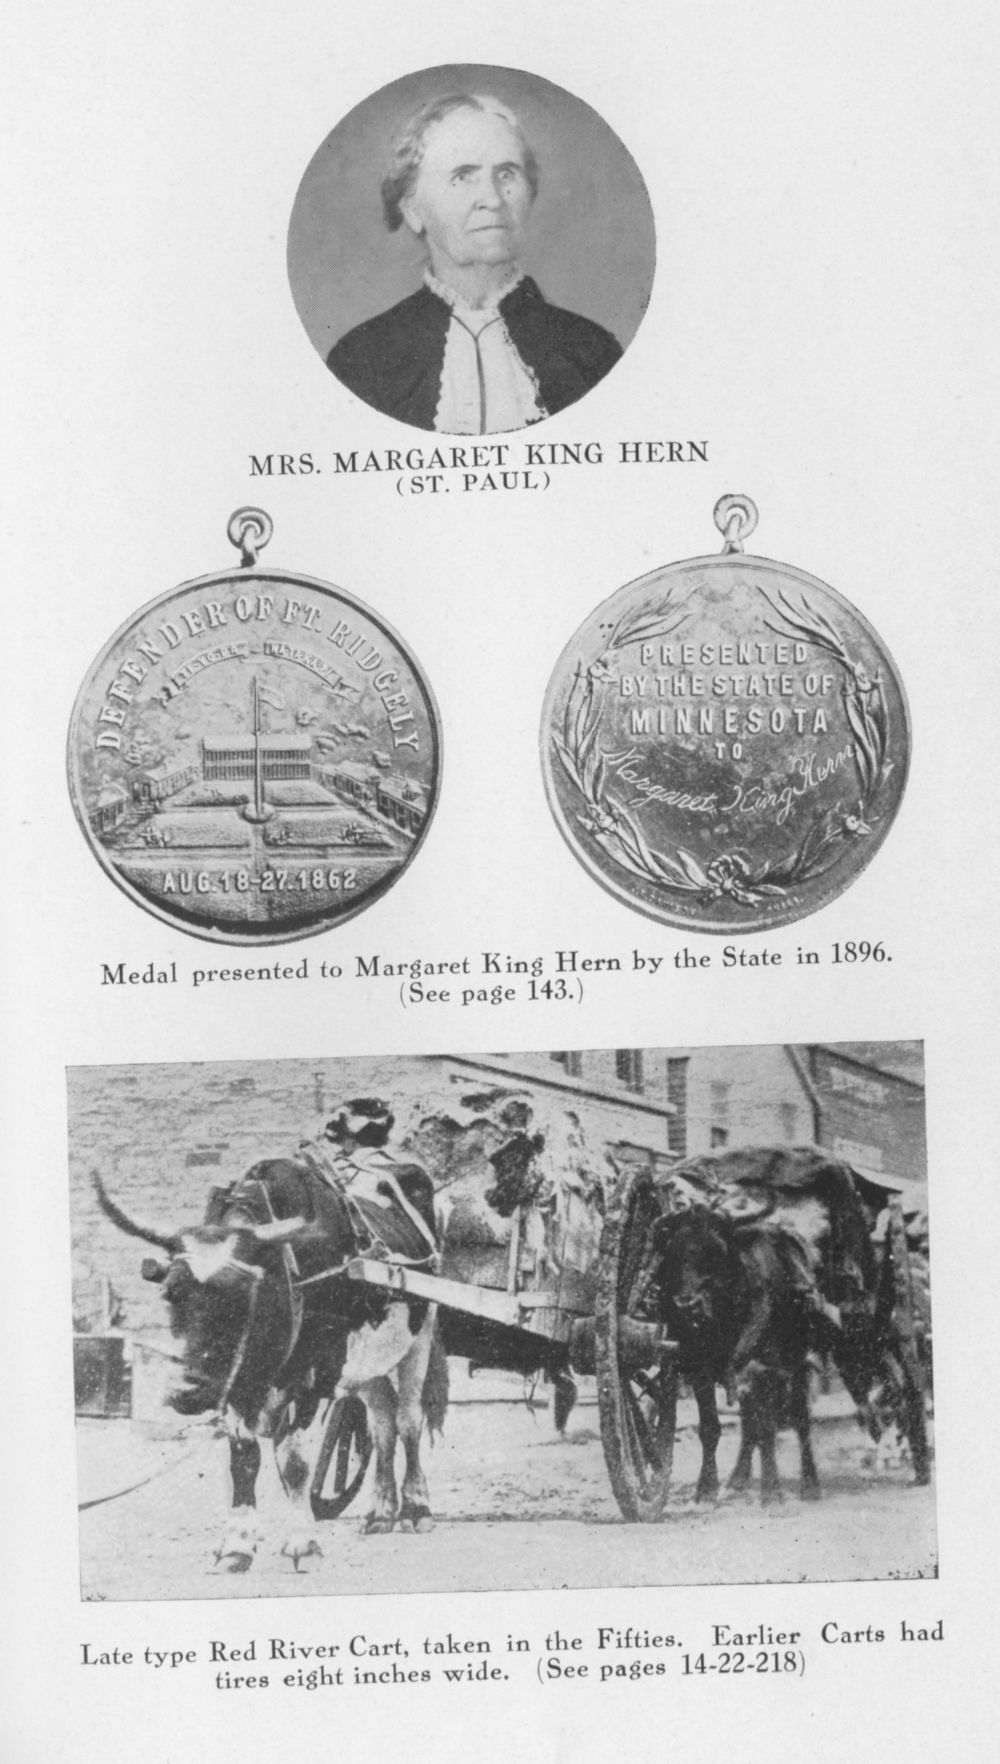 MRS. MARGARET KING HERN
(ST. PAUL)
DEFENDER OF FT. RIDGELY
AUG. 18-27. 1862
PRESENTED
BY THE STATE OF
MINNESOTA
TO
Margaret King Hern
Medal presented to Margaret King Hern by the State in 1896.
(See page 143.)
Late type Red River Cart, taken in the Fifties. Earlier Carts had
tires eight inches wide. (See pages 14-22-218)